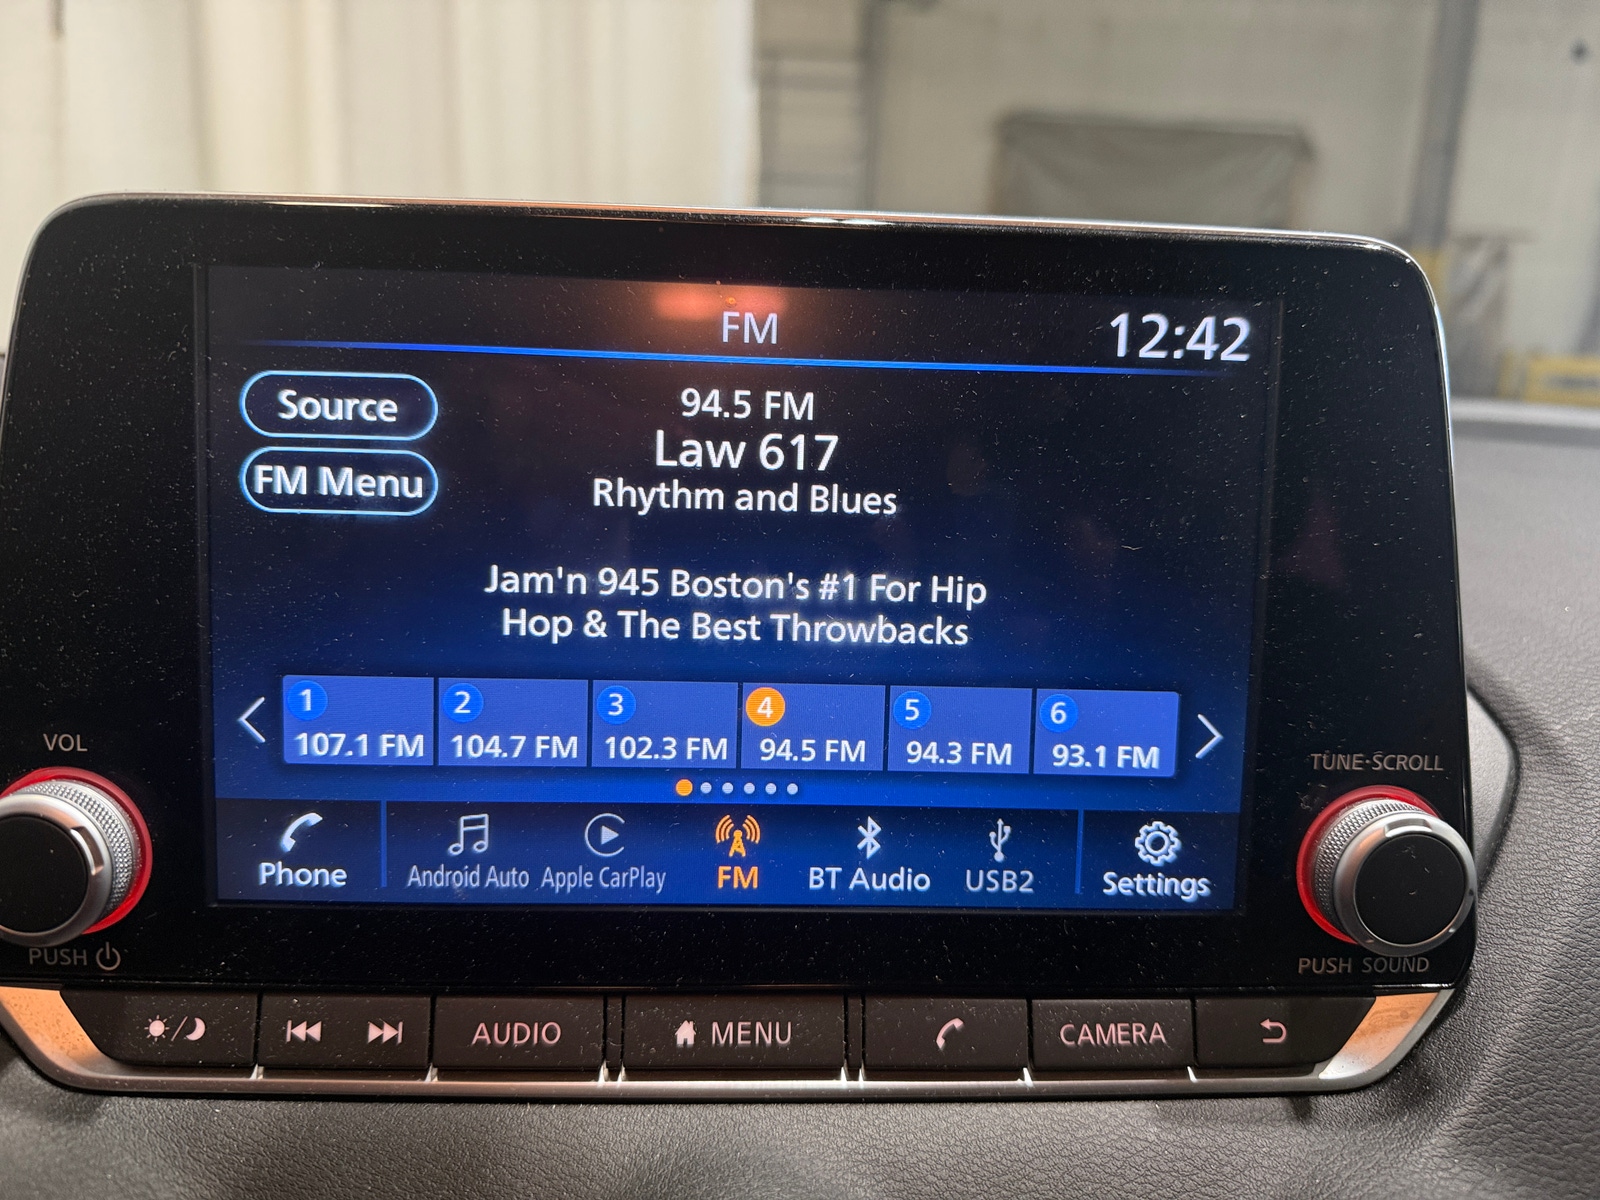 FM
12:42
Source
94.5 FM
Law 617
FM Menu
Rhythm and Blues
Jam'n 945 Boston's #1 For Hip
Hop & The Best Throwbacks
1 2 3 4 5 6
107.1 FM 104.7 FM 102.3 FM 94.5 FM 94.3 FM 93.1 FM
VOL
TUNE·SCROLL
Phone Android Auto Apple CarPlay FM BT Audio USB2 Settings
PUSH
PUSH SOUND
AUDIO MENU CAMERA